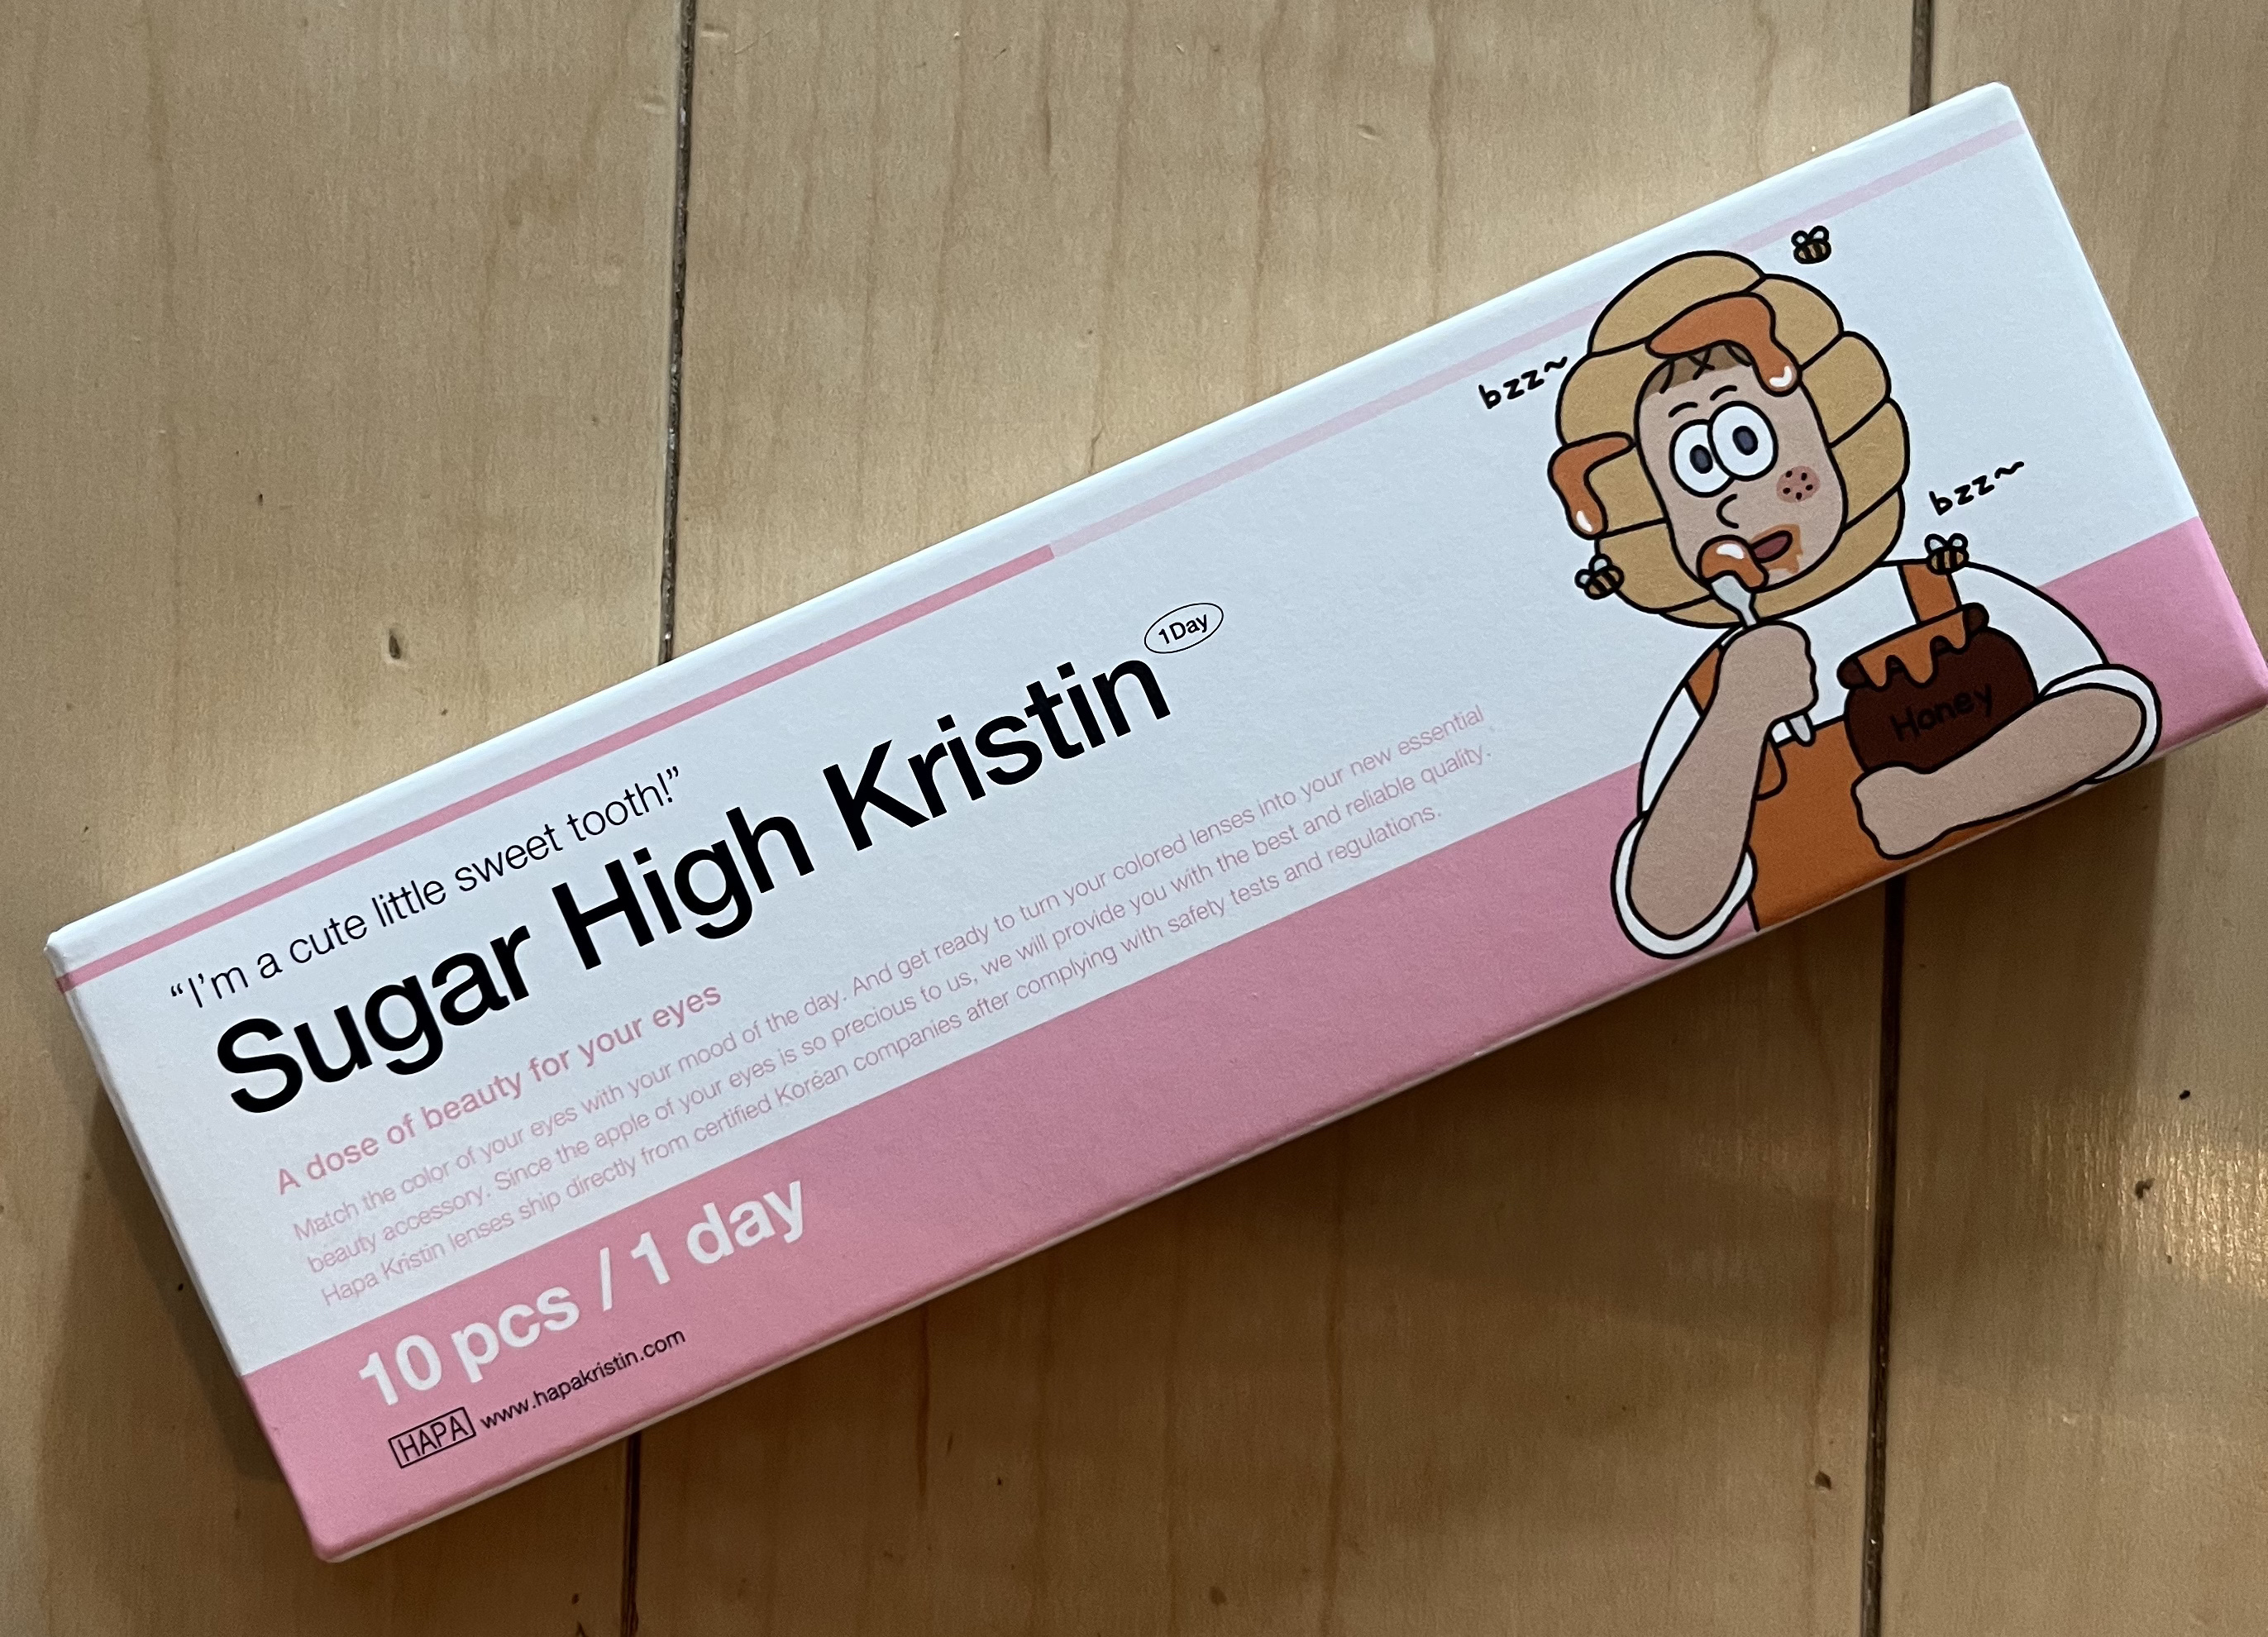 “I’m a cute little sweet tooth!”
Sugar High Kristin 1Day
A dose of beauty for your eyes
Match the color of your eyes with your mood of the day. And get ready to turn your colored lenses into your new essential
beauty accessory. Since the apple of your eyes is so precious to us, we will provide you with the best and reliable quality.
Hapa Kristin lenses ship directly from certified Korean companies after complying with safety tests and regulations.
10 pcs / 1 day
HAPA www.hapakristin.com
bzz~
bzz~
Honey